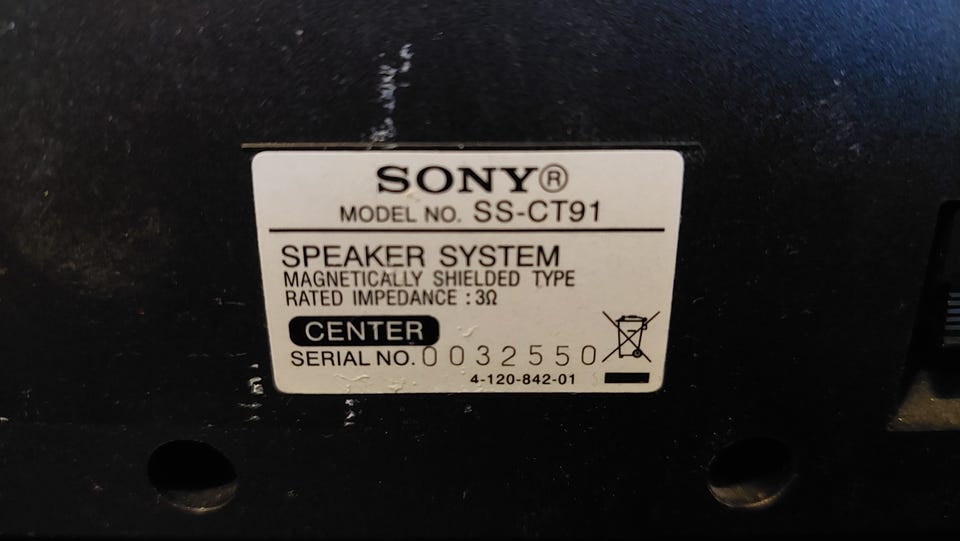 SONY®
MODEL NO. SS-CT91
SPEAKER SYSTEM
MAGNETICALLY SHIELDED TYPE
RATED IMPEDANCE : 3Ω
CENTER
SERIAL NO. 0032550
4-120-842-01